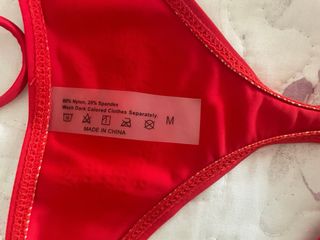 80% Nylon, 20% Spandex
Wash Dark Colored Clothes Separately
M
MADE IN CHINA